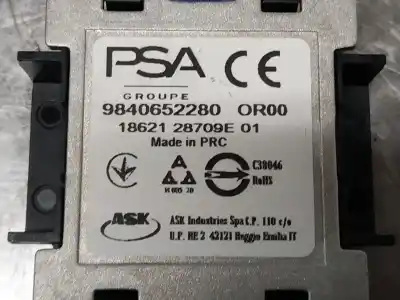 PSA CE
GROUPE
9840652280 OR00
18621 28709E 01
Made in PRC
C38046
RoHS
ASK
ASK Industries Spa C.P. 110 c/o
U.P. RE 2 42121 Reggio Emilia IT